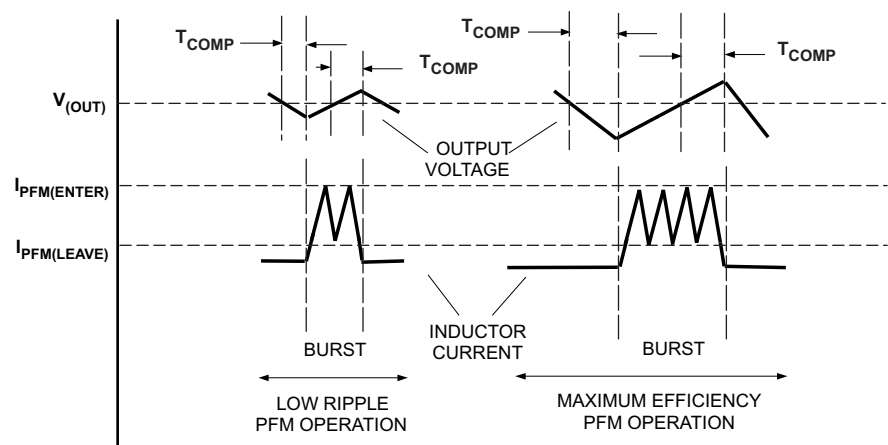 T_COMP
T_COMP
T_COMP
T_COMP
V_(OUT)
OUTPUT
VOLTAGE
I_PFM(ENTER)
I_PFM(LEAVE)
INDUCTOR
CURRENT
BURST
BURST
LOW RIPPLE
PFM OPERATION
MAXIMUM EFFICIENCY
PFM OPERATION